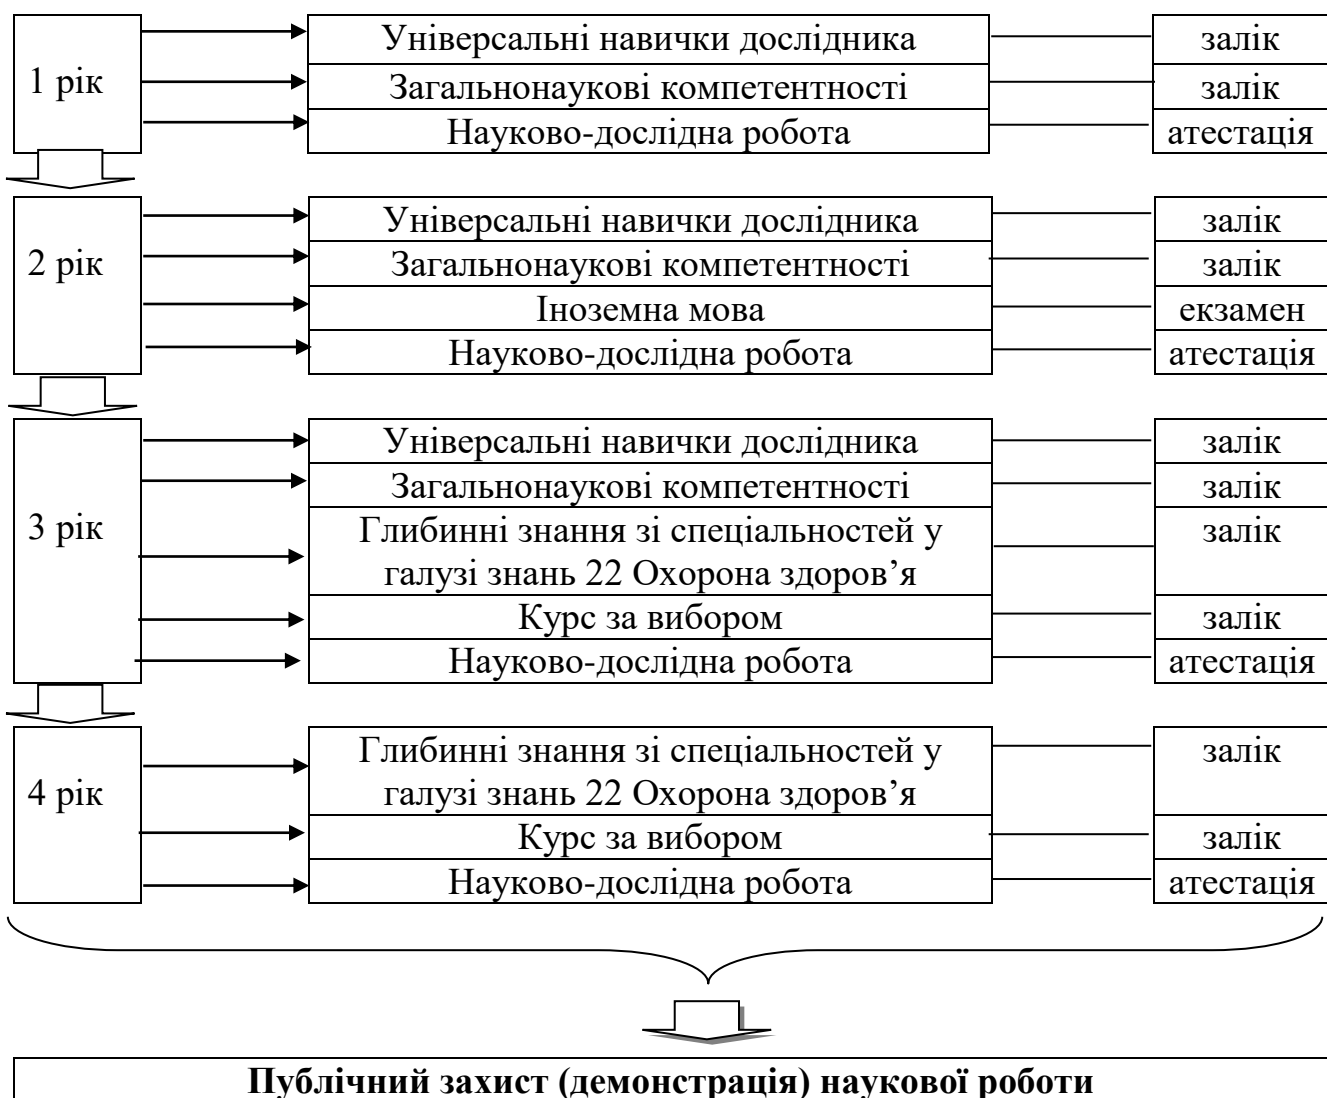 1 рік
Універсальні навички дослідника залік
Загальнонаукові компетентності залік
Науково-дослідна робота атестація
2 рік
Універсальні навички дослідника залік
Загальнонаукові компетентності залік
Іноземна мова екзамен
Науково-дослідна робота атестація
3 рік
Універсальні навички дослідника залік
Загальнонаукові компетентності залік
Глибинні знання зі спеціальностей у залік
галузі знань 22 Охорона здоров’я
Курс за вибором залік
Науково-дослідна робота атестація
4 рік
Глибинні знання зі спеціальностей у залік
галузі знань 22 Охорона здоров’я
Курс за вибором залік
Науково-дослідна робота атестація
Публічний захист (демонстрація) наукової роботи